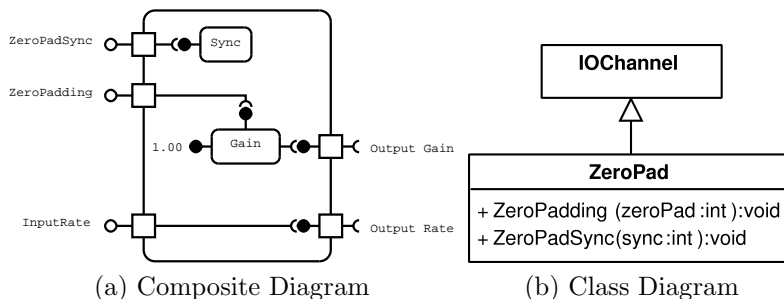 ZeroPadSync
Sync
ZeroPadding
1.00
Gain
Output Gain
InputRate
Output Rate
(a) Composite Diagram
IOChannel
ZeroPad
+ ZeroPadding (zeroPad:int):void
+ ZeroPadSync(sync:int):void
(b) Class Diagram